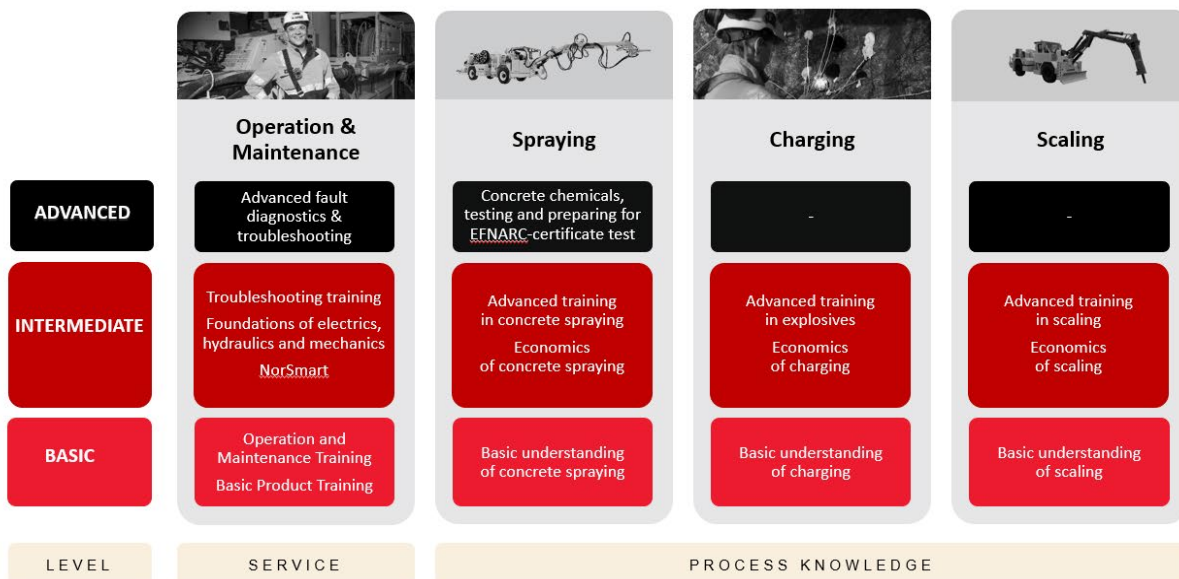 Operation &
Maintenance
Spraying
Charging
Scaling
ADVANCED
Advanced fault
diagnostics &
troubleshooting
Concrete chemicals,
testing and preparing for
EFNARC-certificate test
-
-
INTERMEDIATE
Troubleshooting training
Foundations of electrics,
hydraulics and mechanics
NorSmart
Advanced training
in concrete spraying
Economics
of concrete spraying
Advanced training
in explosives
Economics
of charging
Advanced training
in scaling
Economics
of scaling
BASIC
Operation and
Maintenance Training
Basic Product Training
Basic understanding
of concrete spraying
Basic understanding
of charging
Basic understanding
of scaling
LEVEL
SERVICE
PROCESS KNOWLEDGE